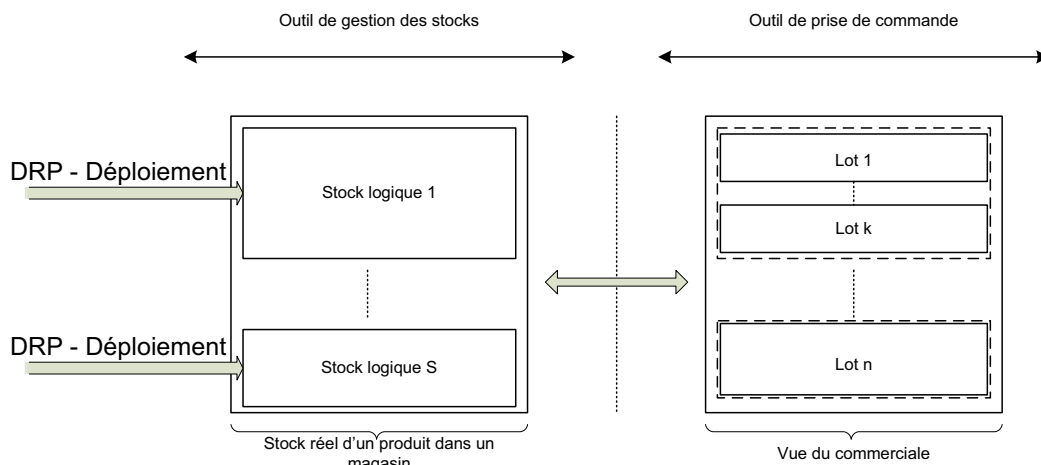 Outil de gestion des stocks
Outil de prise de commande
DRP - Déploiement
Stock logique 1
Lot 1
Lot k
DRP - Déploiement
Stock logique S
Lot n
Stock réel d'un produit dans un
magasin
Vue du commerciale